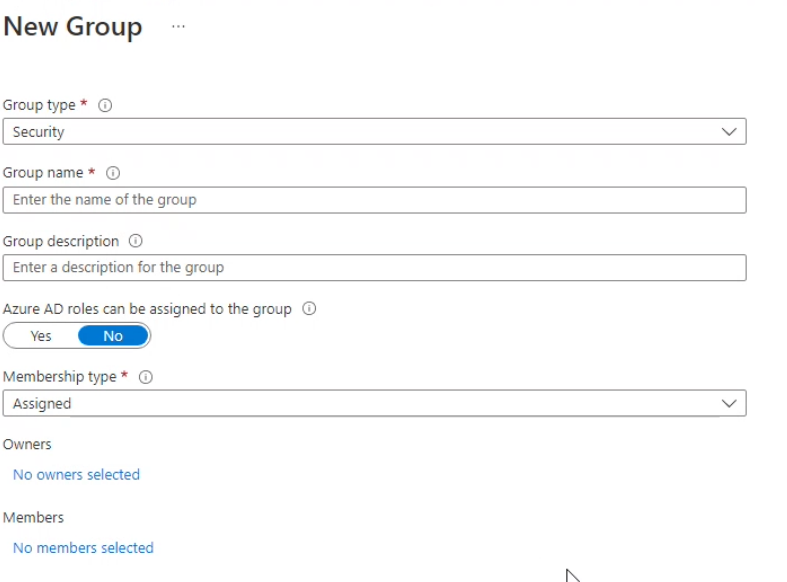 New Group ...
Group type *
Security
Group name *
Enter the name of the group
Group description
Enter a description for the group
Azure AD roles can be assigned to the group
Yes No
Membership type *
Assigned
Owners
No owners selected
Members
No members selected